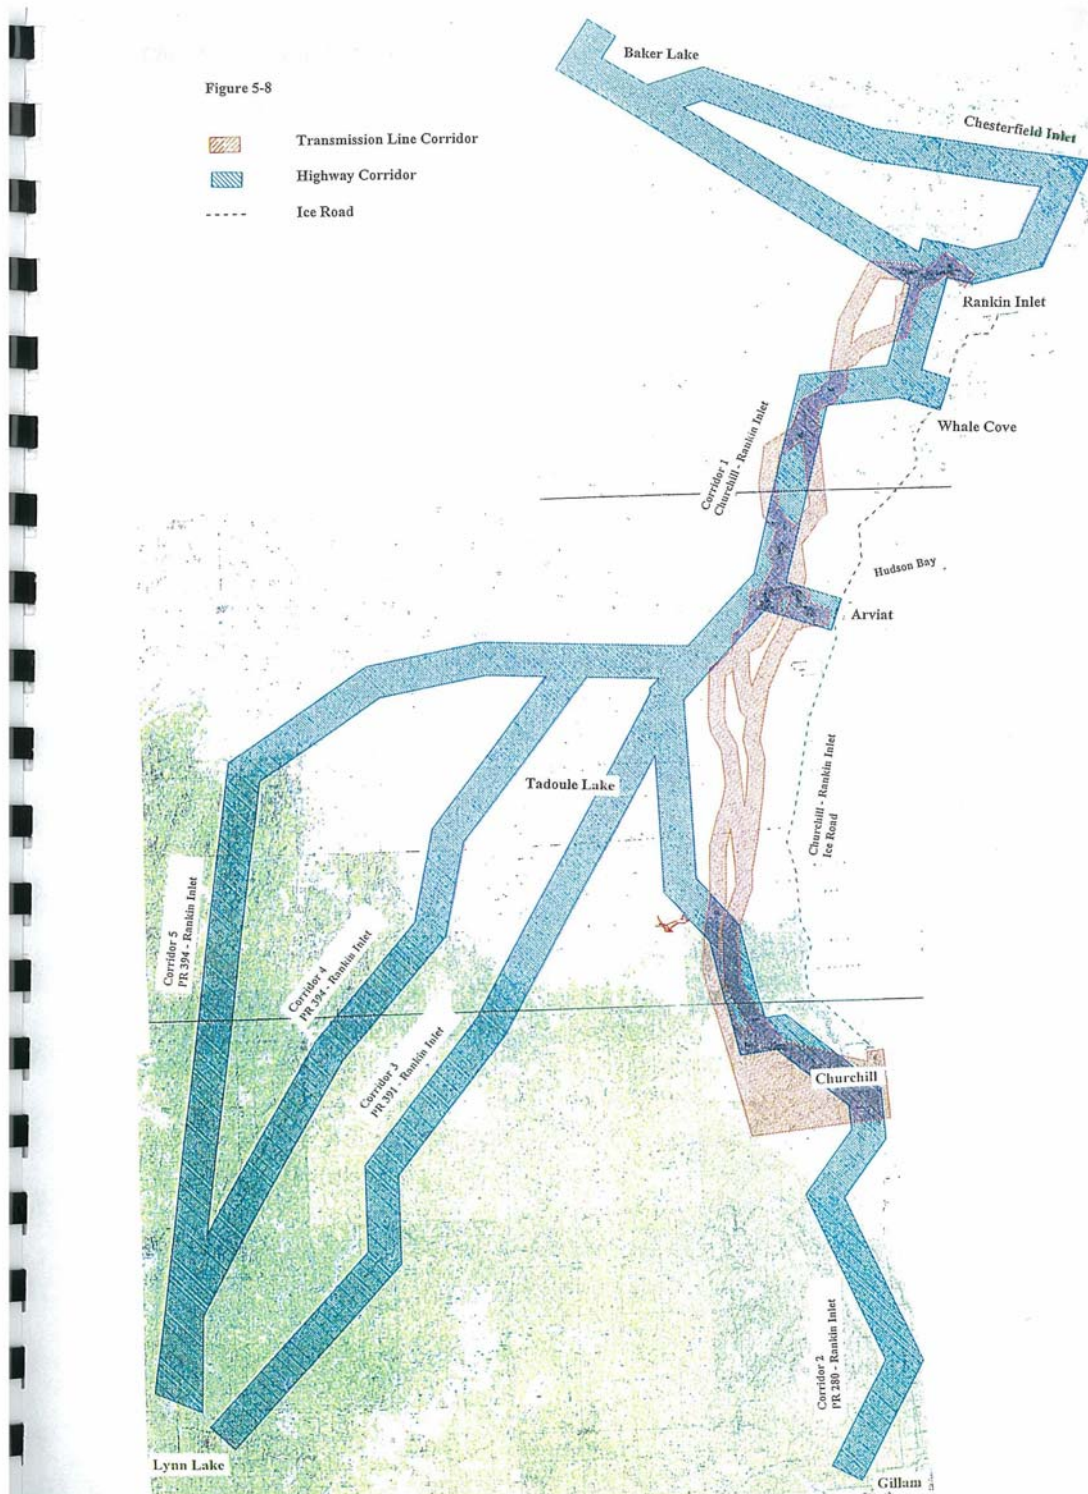 Figure 5-8
Transmission Line Corridor
Highway Corridor
Ice Road
Baker Lake
Chesterfield Inlet
Rankin Inlet
Whale Cove
Corridor 1
Churchill - Rankin Inlet
Hudson Bay
Arviat
Tadoule Lake
Churchill - Rankin Inlet
Ice Road
Corridor 5
PR 394 - Rankin Inlet
Corridor 4
PR 394 - Rankin Inlet
Corridor 3
PR 391 - Rankin Inlet
Churchill
Corridor 2
PR 280 - Rankin Inlet
Lynn Lake
Gillam